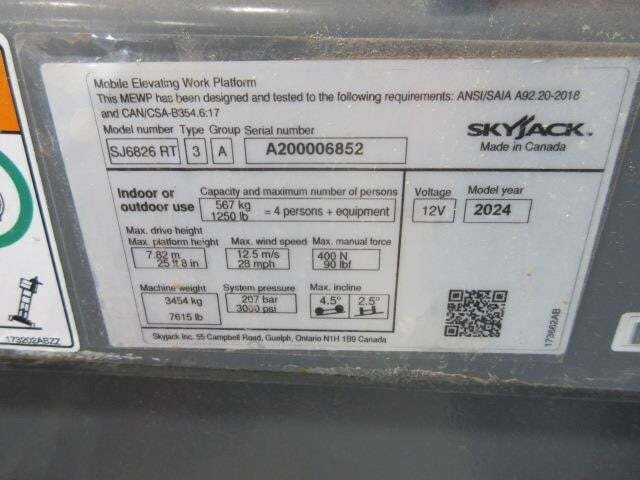 Mobile Elevating Work Platform
This MEWP has been designed and tested to the following requirements: ANSI/SAIA A92.20-2018
and CAN/CSA-B354.6:17
Model number Type Group Serial number
SJ6826 RT 3 A A200006852
SKYJACK
Made in Canada
Indoor or
outdoor use
Capacity and maximum number of persons
567 kg
1250 lb
= 4 persons + equipment
Voltage
12V
Model year
2024
Max. drive height
Max. platform height
7.82 m
25 ft 8 in
Max. wind speed
12.5 m/s
28 mph
Max. manual force
400 N
90 lbf
Machine weight
3454 kg
7615 lb
System pressure
207 bar
3000 psi
Max. incline
4.5° 2.5°
Skyjack Inc. 55 Campbell Road, Guelph, Ontario N1H 1B9 Canada
173662AB